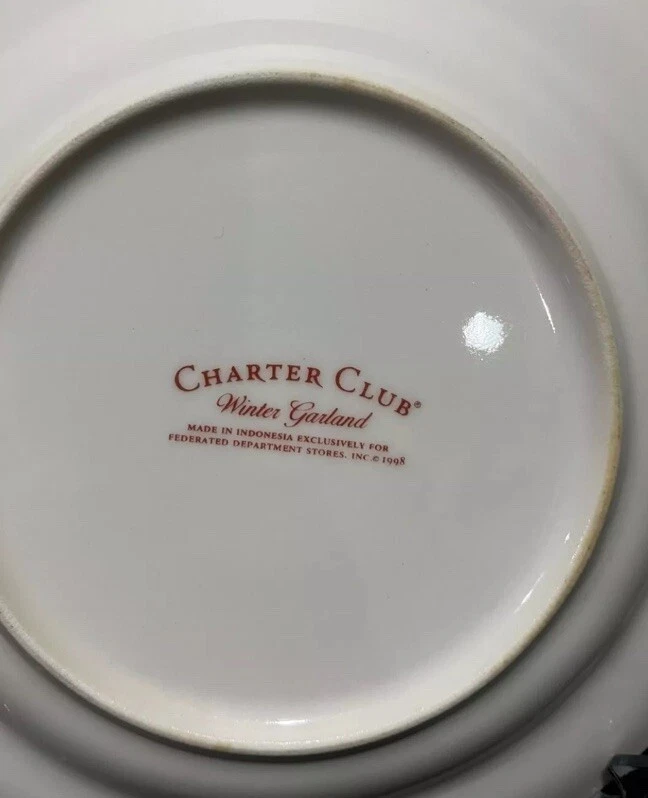 CHARTER CLUB®
Winter Garland
MADE IN INDONESIA EXCLUSIVELY FOR
FEDERATED DEPARTMENT STORES. INC © 1998